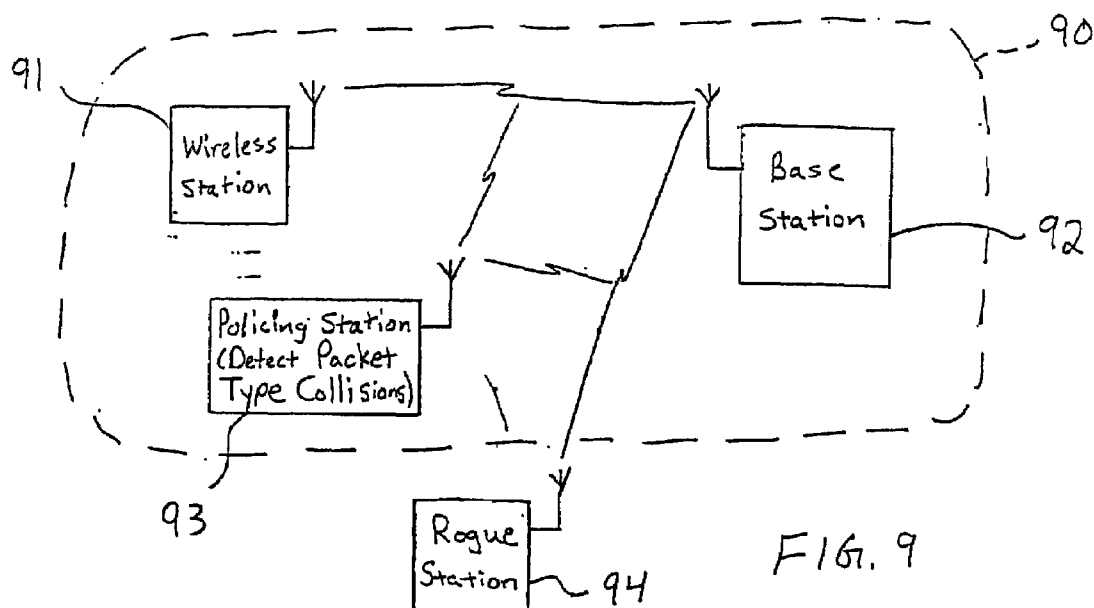 90
91
Wireless
Station
Base
Station
92
Policing Station
(Detect Packet
Type Collisions)
93
Rogue
Station
94
FIG. 9